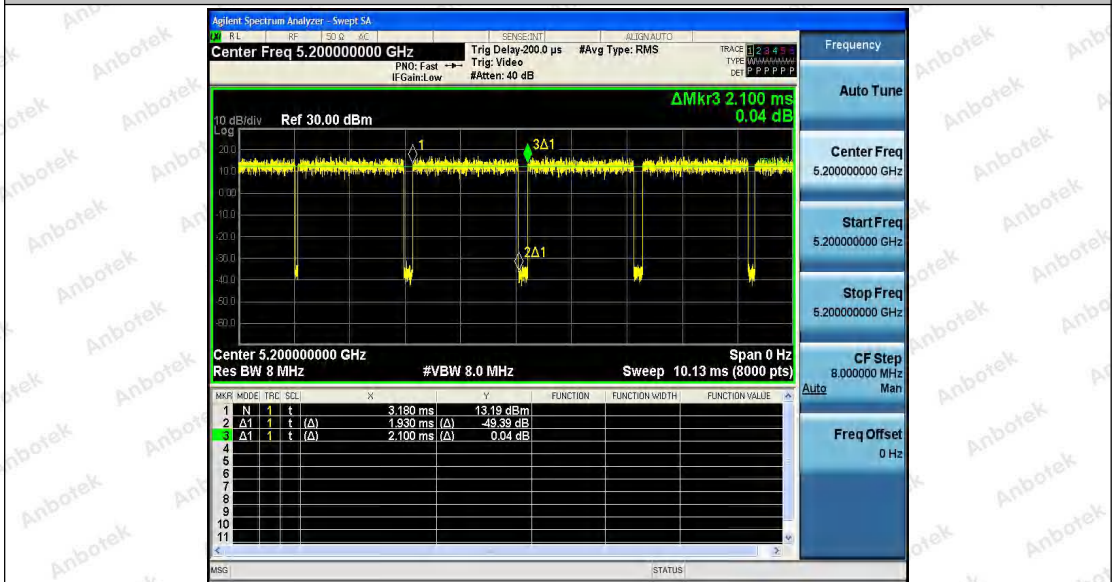 Agilent Spectrum Analyzer - Swept SA
RL RF 50 Ω AC SENSE:INT ALIGNAUTO
Center Freq 5.200000000 GHz
PNO: Fast
IFGain:Low
Trig Delay-200.0 µs
Trig: Video
#Atten: 40 dB
#Avg Type: RMS
TRACE 1 2 3 4 5 6
TYPE
DET P P P P P P
ΔMkr3 2.100 ms
0.04 dB
10 dB/div Ref 30.00 dBm
Log
20.0
10.0
0.00
-10.0
-20.0
-30.0
-40.0
-50.0
-60.0
1
3Δ1
2Δ1
Center 5.200000000 GHz Span 0 Hz
Res BW 8 MHz #VBW 8.0 MHz Sweep 10.13 ms (8000 pts)
MKR MODE TRC SCL X Y FUNCTION FUNCTION WIDTH FUNCTION VALUE
1 N 1 t 3.180 ms 13.19 dBm
2 Δ1 1 t (Δ) 1.930 ms (Δ) -49.39 dB
3 Δ1 1 t (Δ) 2.100 ms (Δ) 0.04 dB
4
5
6
7
8
9
10
11
MSG STATUS
Frequency
Auto Tune
Center Freq
5.200000000 GHz
Start Freq
5.200000000 GHz
Stop Freq
5.200000000 GHz
CF Step
8.000000 MHz
Auto Man
Freq Offset
0 Hz
Anbotek